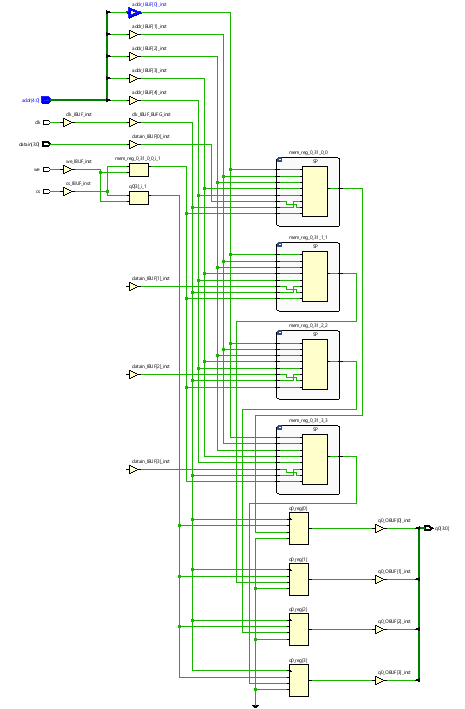 addr_IBUF[0]_inst
addr_IBUF[1]_inst
addr_IBUF[2]_inst
addr_IBUF[3]_inst
addr_IBUF[4]_inst
addr[4:0]
clk_IBUF_inst
clk_IBUF_BUFG_inst
clk
datain_IBUF[0]_inst
datain[3:0]
we_IBUF_inst
mem_reg_0_31_0_0_i_1
we
cs_IBUF_inst
q0[3]_i_1
cs
mem_reg_0_31_0_0
SP
mem_reg_0_31_1_1
SP
datain_IBUF[1]_inst
mem_reg_0_31_2_2
SP
datain_IBUF[2]_inst
mem_reg_0_31_3_3
SP
datain_IBUF[3]_inst
q0_reg[0]
q0_OBUF[0]_inst
q0[3:0]
q0_reg[1]
q0_OBUF[1]_inst
q0_reg[2]
q0_OBUF[2]_inst
q0_reg[3]
q0_OBUF[3]_inst